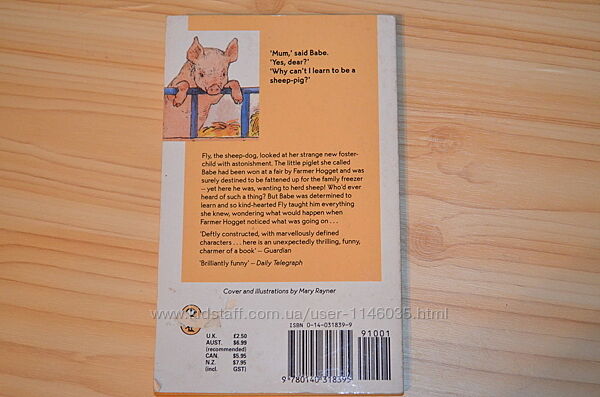 'Mum,' said Babe.
'Yes, dear?'
'Why can't I learn to be a
sheep-pig?'
Fly, the sheep-dog, looked at her strange new foster-
child with astonishment. The little piglet she called
Babe had been won at a fair by Farmer Hogget and was
surely destined to be fattened up for the family freezer
– yet here he was, wanting to herd sheep! Who'd ever
heard of such a thing? But Babe was determined to
learn and so kind-hearted Fly taught him everything
she knew, wondering what would happen when
Farmer Hogget noticed what was going on . . .
'Deftly constructed, with marvellously defined
characters . . . here is an unexpectedly thrilling, funny,
charmer of a book' – Guardian
'Brilliantly funny' – Daily Telegraph
Cover and illustrations by Mary Rayner
www.kidstaff.com.ua/user-1146035.html
U.K. £2.50
AUST. $6.99
(recommended)
CAN. $5.95
N.Z. $7.95
(incl. GST)
ISBN 0-14-031839-9
91001
9 780140 318395